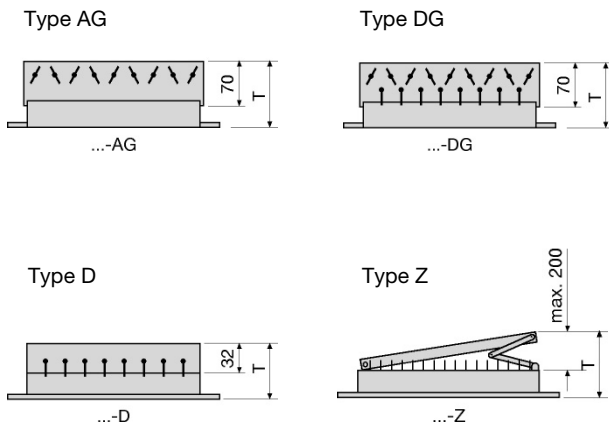 Type AG
70
T
...-AG
Type DG
70
T
...-DG
Type D
32
T
...-D
Type Z
max. 200
T
...-Z